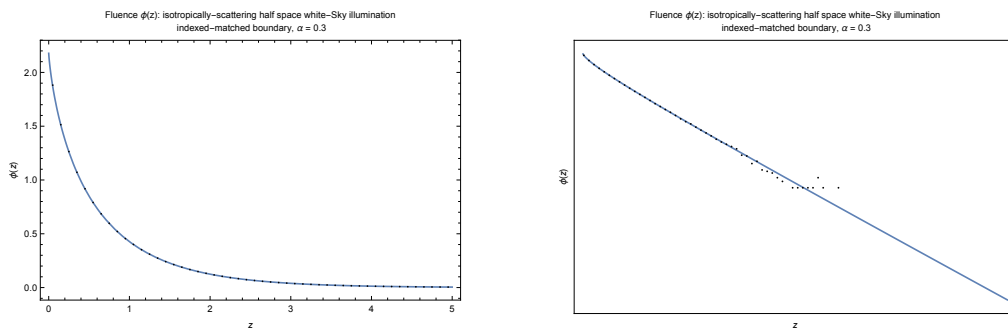 Fluence ϕ(z): isotropically-scattering half space white-Sky illumination
indexed-matched boundary, α = 0.3
ϕ(z)
2.0
1.5
1.0
0.5
0.0
0 1 2 3 4 5
z
Fluence ϕ(z): isotropically-scattering half space white-Sky illumination
indexed-matched boundary, α = 0.3
ϕ(z)
z